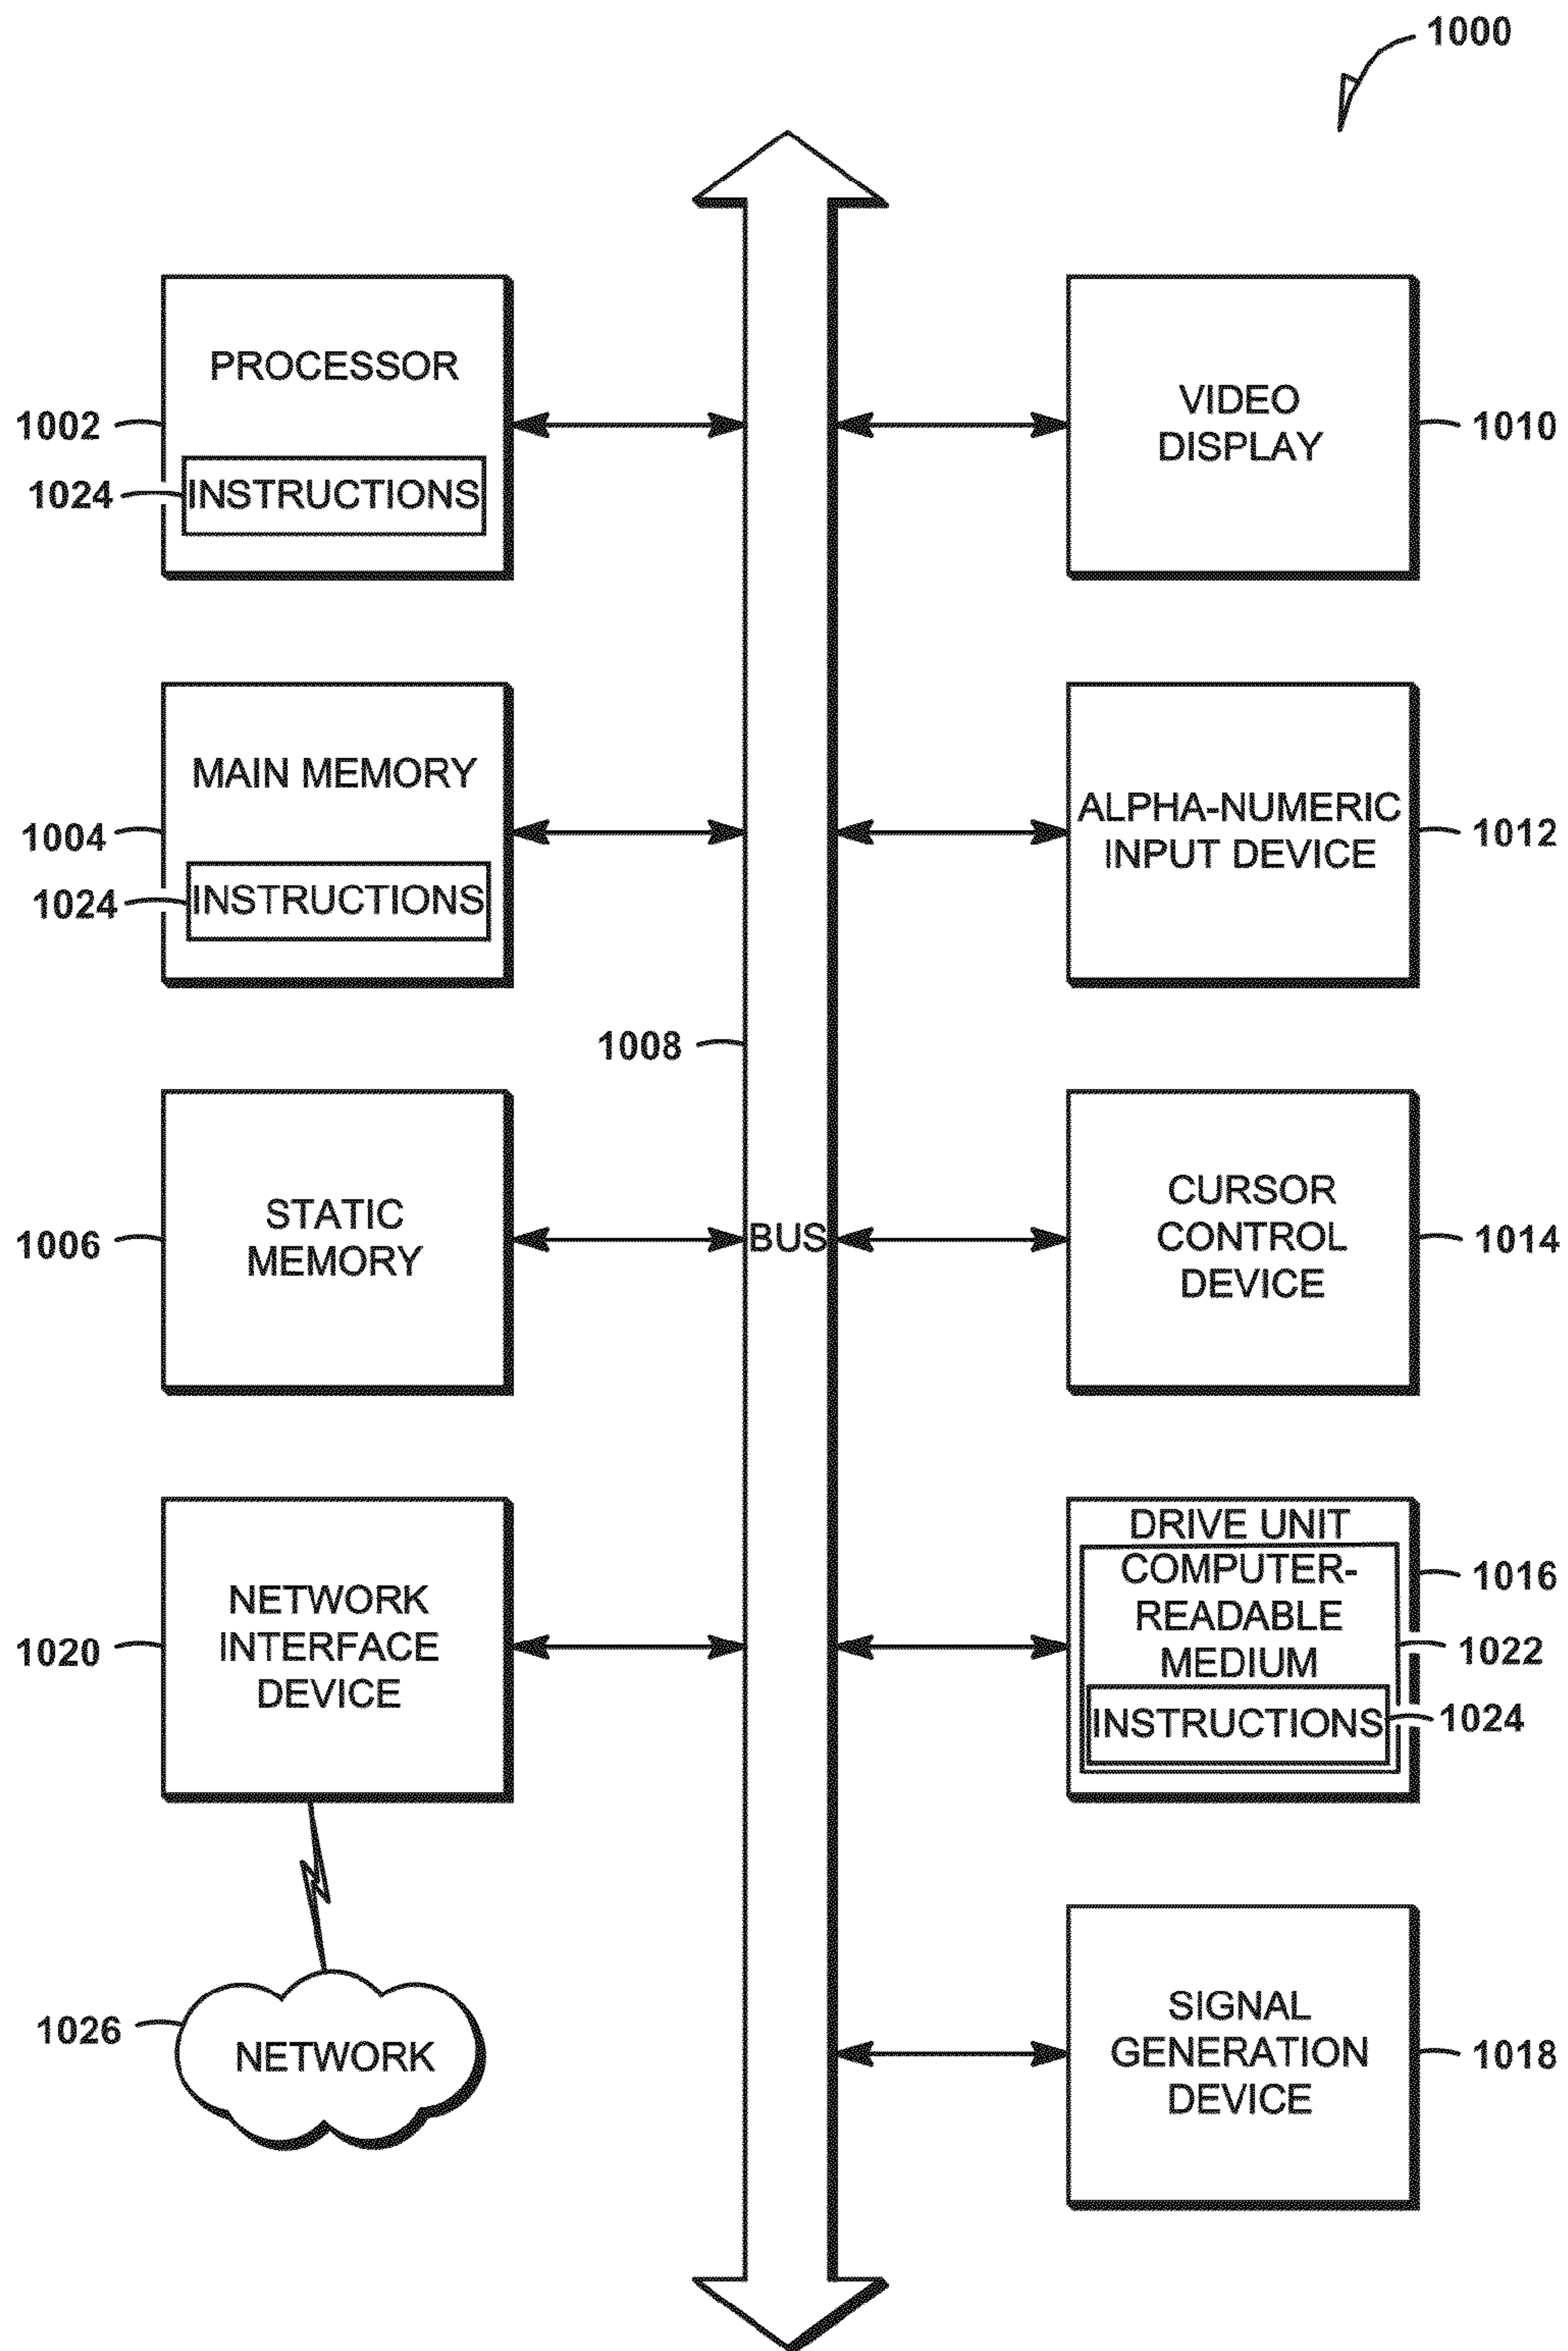 1000
PROCESSOR
1002
1024
INSTRUCTIONS
VIDEO
DISPLAY
1010
MAIN MEMORY
1004
1024
INSTRUCTIONS
ALPHA-NUMERIC
INPUT DEVICE
1012
1008
STATIC
MEMORY
1006
BUS
CURSOR
CONTROL
DEVICE
1014
NETWORK
INTERFACE
DEVICE
1020
DRIVE UNIT
COMPUTER-
READABLE
MEDIUM
INSTRUCTIONS
1016
1022
1024
1026
NETWORK
SIGNAL
GENERATION
DEVICE
1018